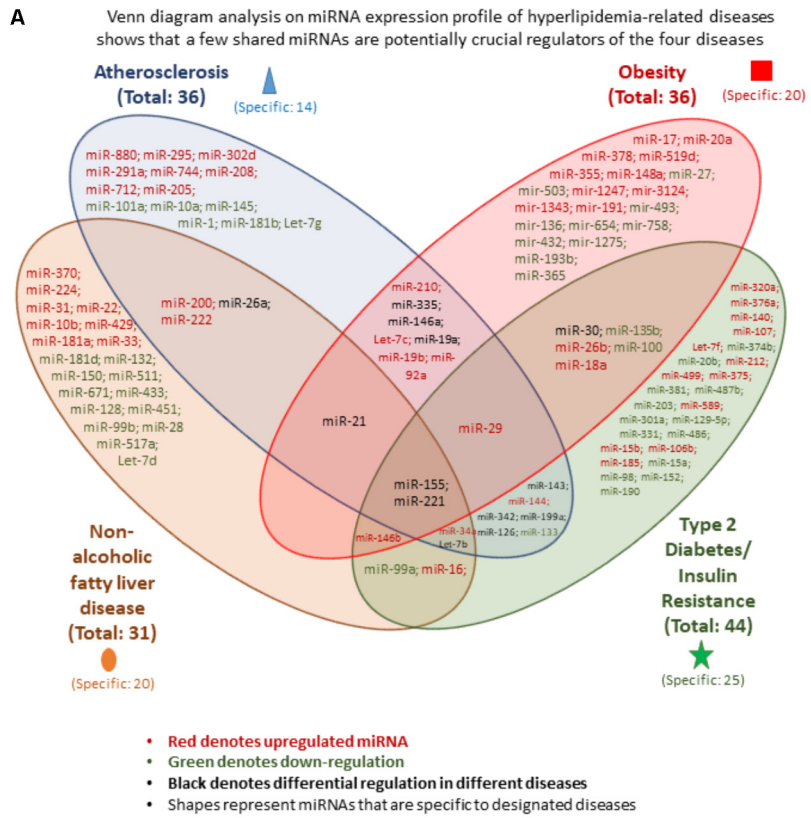 A
Venn diagram analysis on miRNA expression profile of hyperlipidemia-related diseases
shows that a few shared miRNAs are potentially crucial regulators of the four diseases
Atherosclerosis
(Total: 36)
(Specific: 14)
Obesity
(Total: 36)
(Specific: 20)
miR-880; miR-295; miR-302d
miR-291a; miR-744; miR-208;
miR-712; miR-205;
miR-101a; miR-10a; miR-145;
miR-1; miR-181b; Let-7g
miR-17; miR-20a
miR-378; miR-519d;
miR-355; miR-148a; miR-27;
mir-503; mir-1247; mir-3124;
mir-1343; mir-191; mir-493;
mir-136; mir-654; mir-758;
mir-432; mir-1275;
miR-193b;
miR-365
miR-370;
miR-224;
miR-31; miR-22;
miR-10b; miR-429;
miR-181a; miR-33;
miR-181d; miR-132;
miR-150; miR-511;
miR-671; miR-433;
miR-128; miR-451;
miR-99b; miR-28
miR-517a;
Let-7d
miR-200; miR-26a;
miR-222
miR-210;
miR-335;
miR-146a;
Let-7c; miR-19a;
miR-19b; miR-
92a
miR-30; miR-135b;
miR-26b; miR-100
miR-18a
miR-320a;
miR-376a;
miR-140;
miR-107;
Let-7f; miR-374b;
miR-20b; miR-212;
miR-499; miR-375;
miR-381; miR-487b;
miR-203; miR-589;
miR-301a; miR-129-5p;
miR-331; miR-486;
miR-15b; miR-106b;
miR-185; miR-15a;
miR-98; miR-152;
miR-190
miR-21
miR-29
miR-155;
miR-221
miR-143;
miR-144;
miR-342; miR-199a;
miR-126; miR-133
miR-146b
miR-34a
Let-7b
miR-99a; miR-16;
Non-
alcoholic
fatty liver
disease
(Total: 31)
(Specific: 20)
Type 2
Diabetes/
Insulin
Resistance
(Total: 44)
(Specific: 25)
• Red denotes upregulated miRNA
• Green denotes down-regulation
• Black denotes differential regulation in different diseases
• Shapes represent miRNAs that are specific to designated diseases